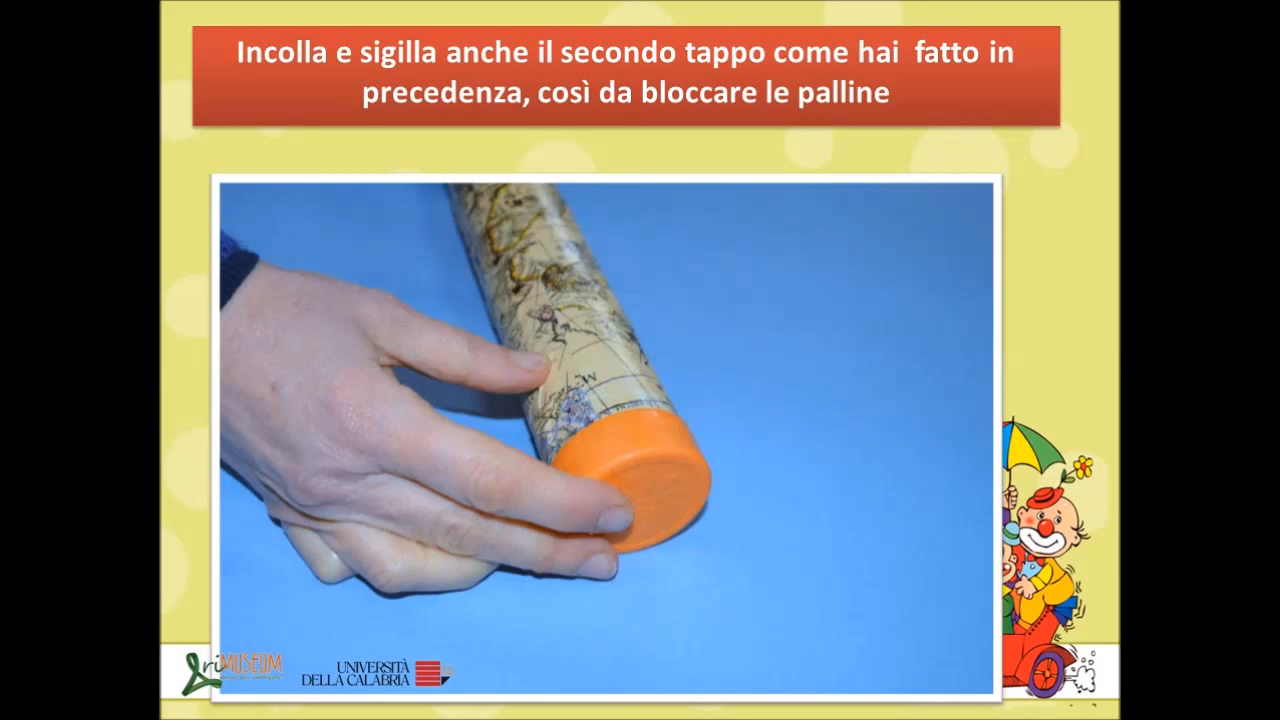 Incolla e sigilla anche il secondo tappo come hai fatto in
precedenza, così da bloccare le palline
W
riMUSEUM
UNIVERSITÀ
DELLA CALABRIA